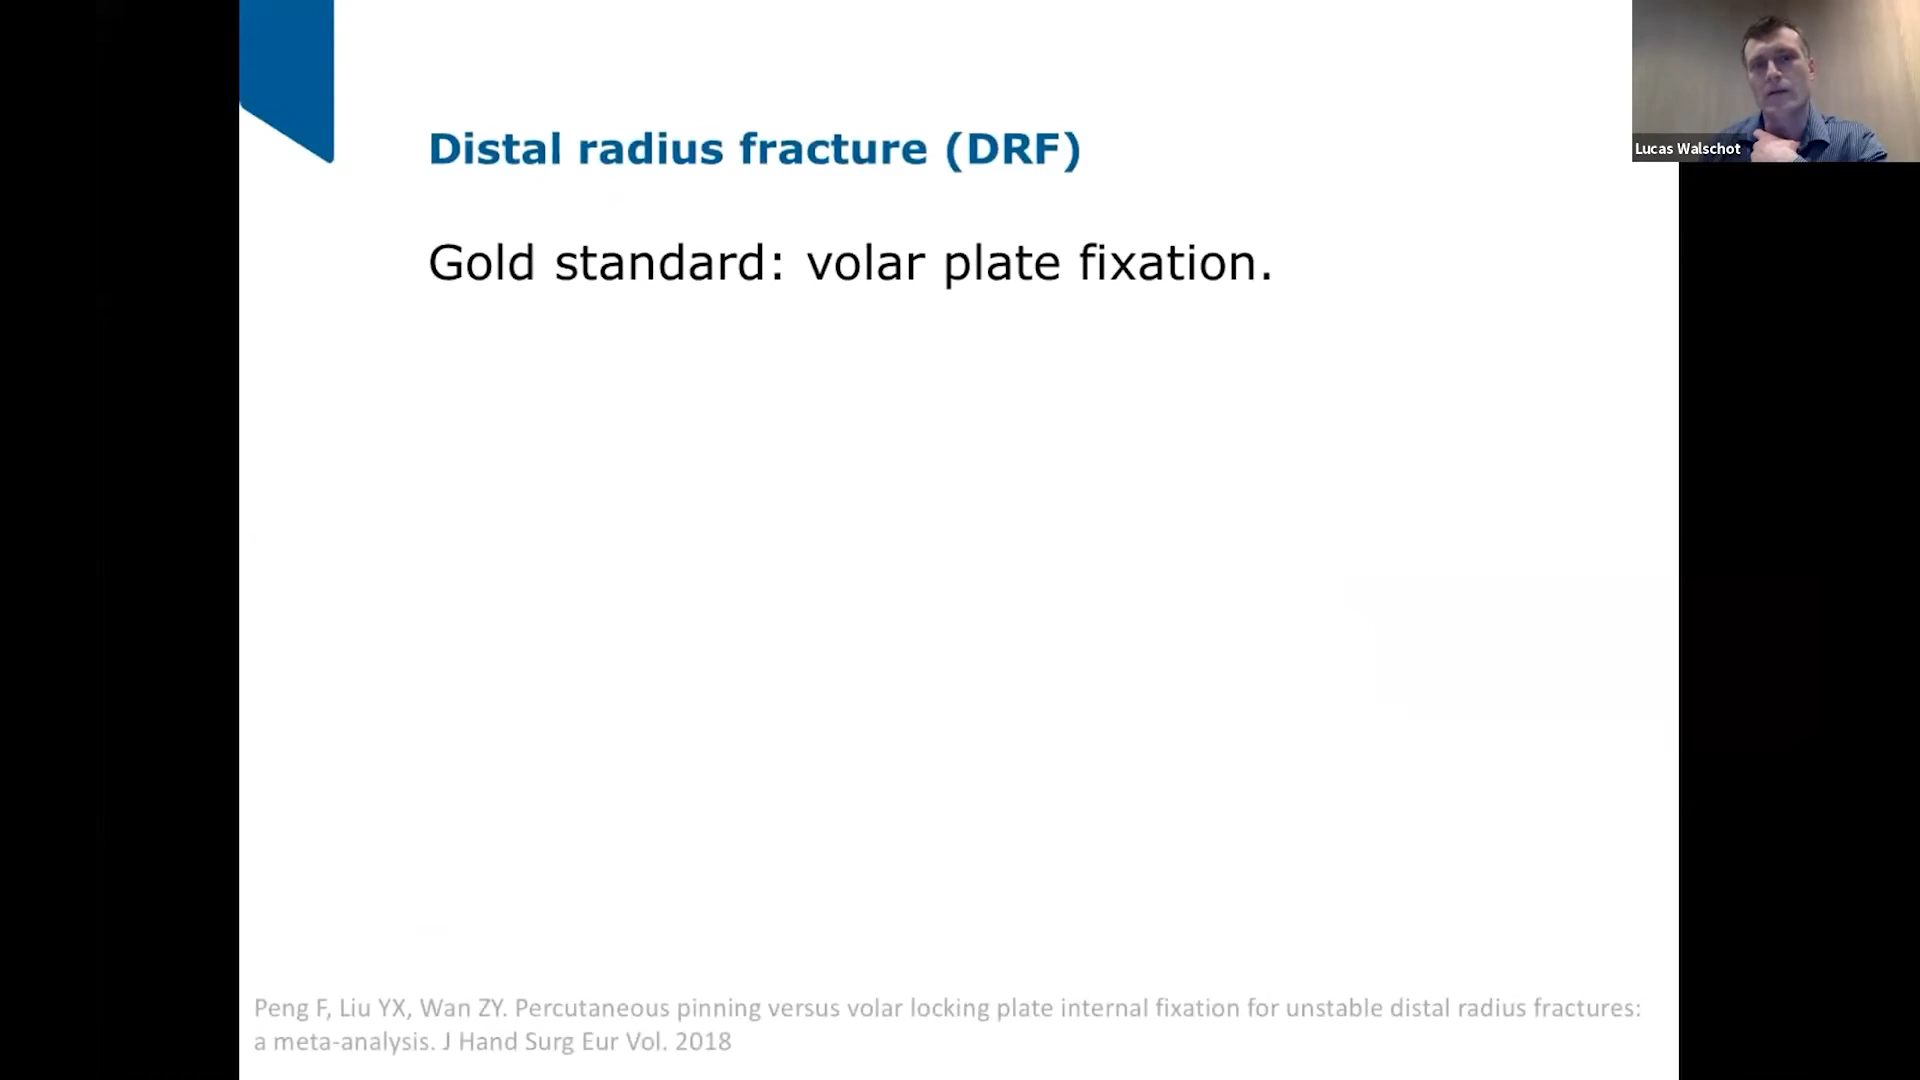 Distal radius fracture (DRF)
Lucas Walschot
Gold standard: volar plate fixation.
Peng F, Liu YX, Wan ZY. Percutaneous pinning versus volar locking plate internal fixation for unstable distal radius fractures:
a meta-analysis. J Hand Surg Eur Vol. 2018